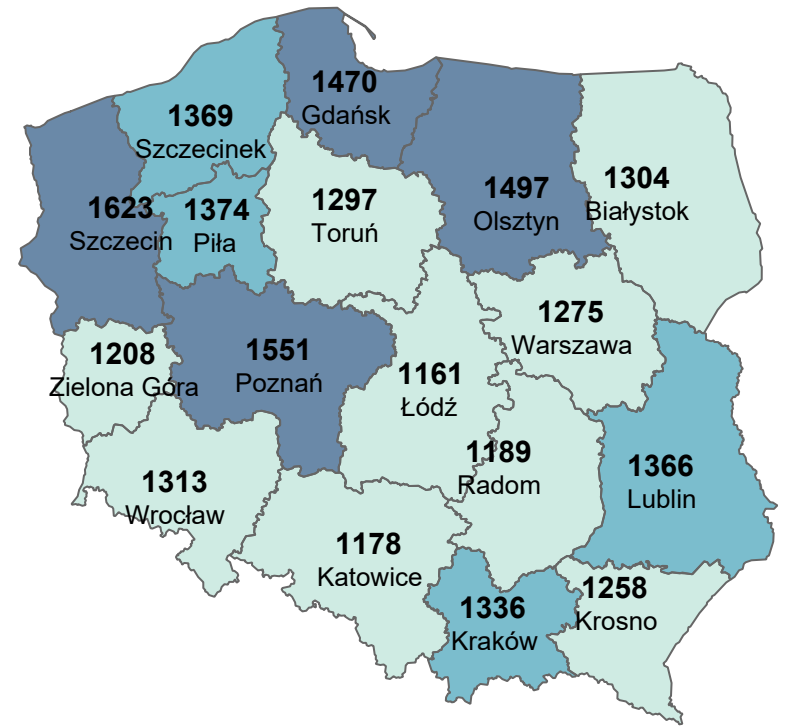 1470
Gdańsk
1369
Szczecinek
1497
Olsztyn
1304
Białystok
1623
Szczecin
1374
Piła
1297
Toruń
1275
Warszawa
1208
Zielona Góra
1551
Poznań
1161
Łódź
1189
Radom
1366
Lublin
1313
Wrocław
1178
Katowice
1336
Kraków
1258
Krosno